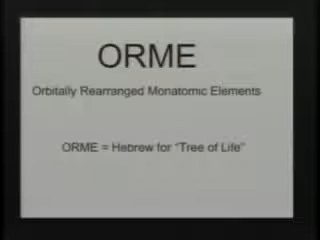 ORME
Orbitally Rearranged Monatomic Elements
ORME = Hebrew for "Tree of Life"